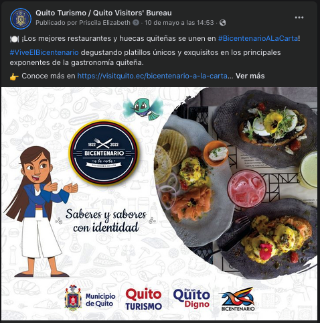 Quito Turismo / Quito Visitors' Bureau
Publicado por Priscila Elizabeth · 10 de mayo a las 14:53 ·
🍽 ¡Los mejores restaurantes y huecas quiteñas se unen en #BicentenarioALaCarta!
#ViveElBicentenario degustando platillos únicos y exquisitos en los principales
exponentes de la gastronomía quiteña.
👉 Conoce más en https://visitquito.ec/bicentenario-a-la-carta... Ver más
1822 2022
BICENTENARIO
a la carta
Saberes y sabores
con identidad
Municipio
de Quito
Quito
TURISMO
Por un
Quito
Digno
BICENTENARIO